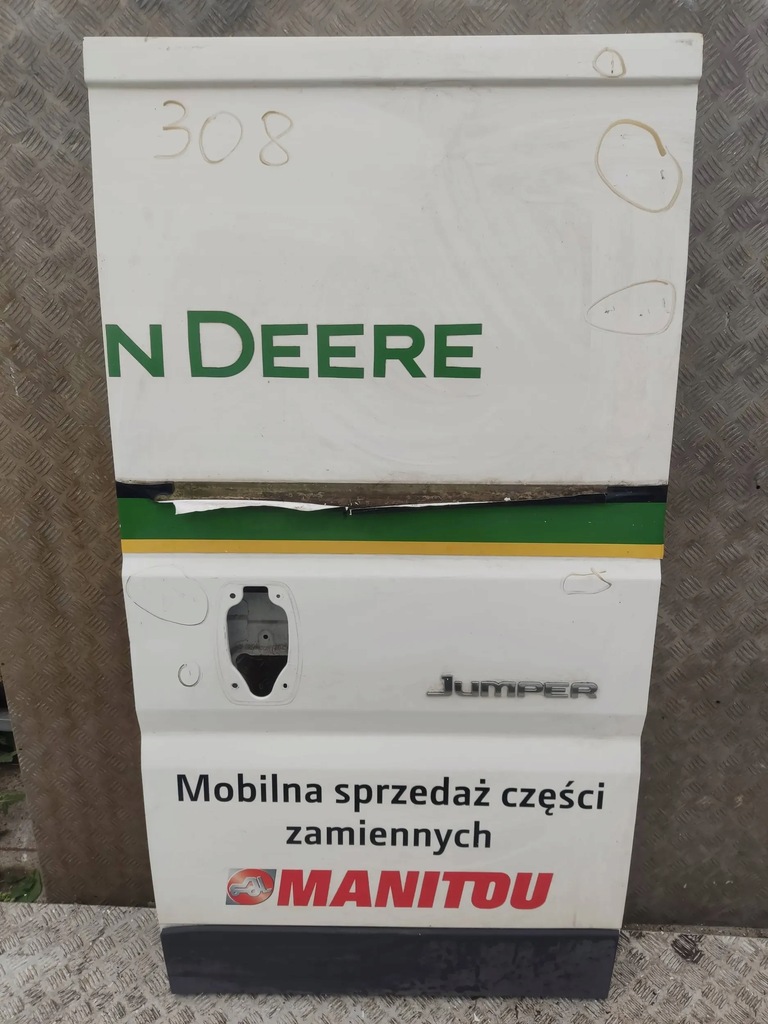 308
N DEERE
JUMPER
Mobilna sprzedaż części
zamiennych
MANITOU